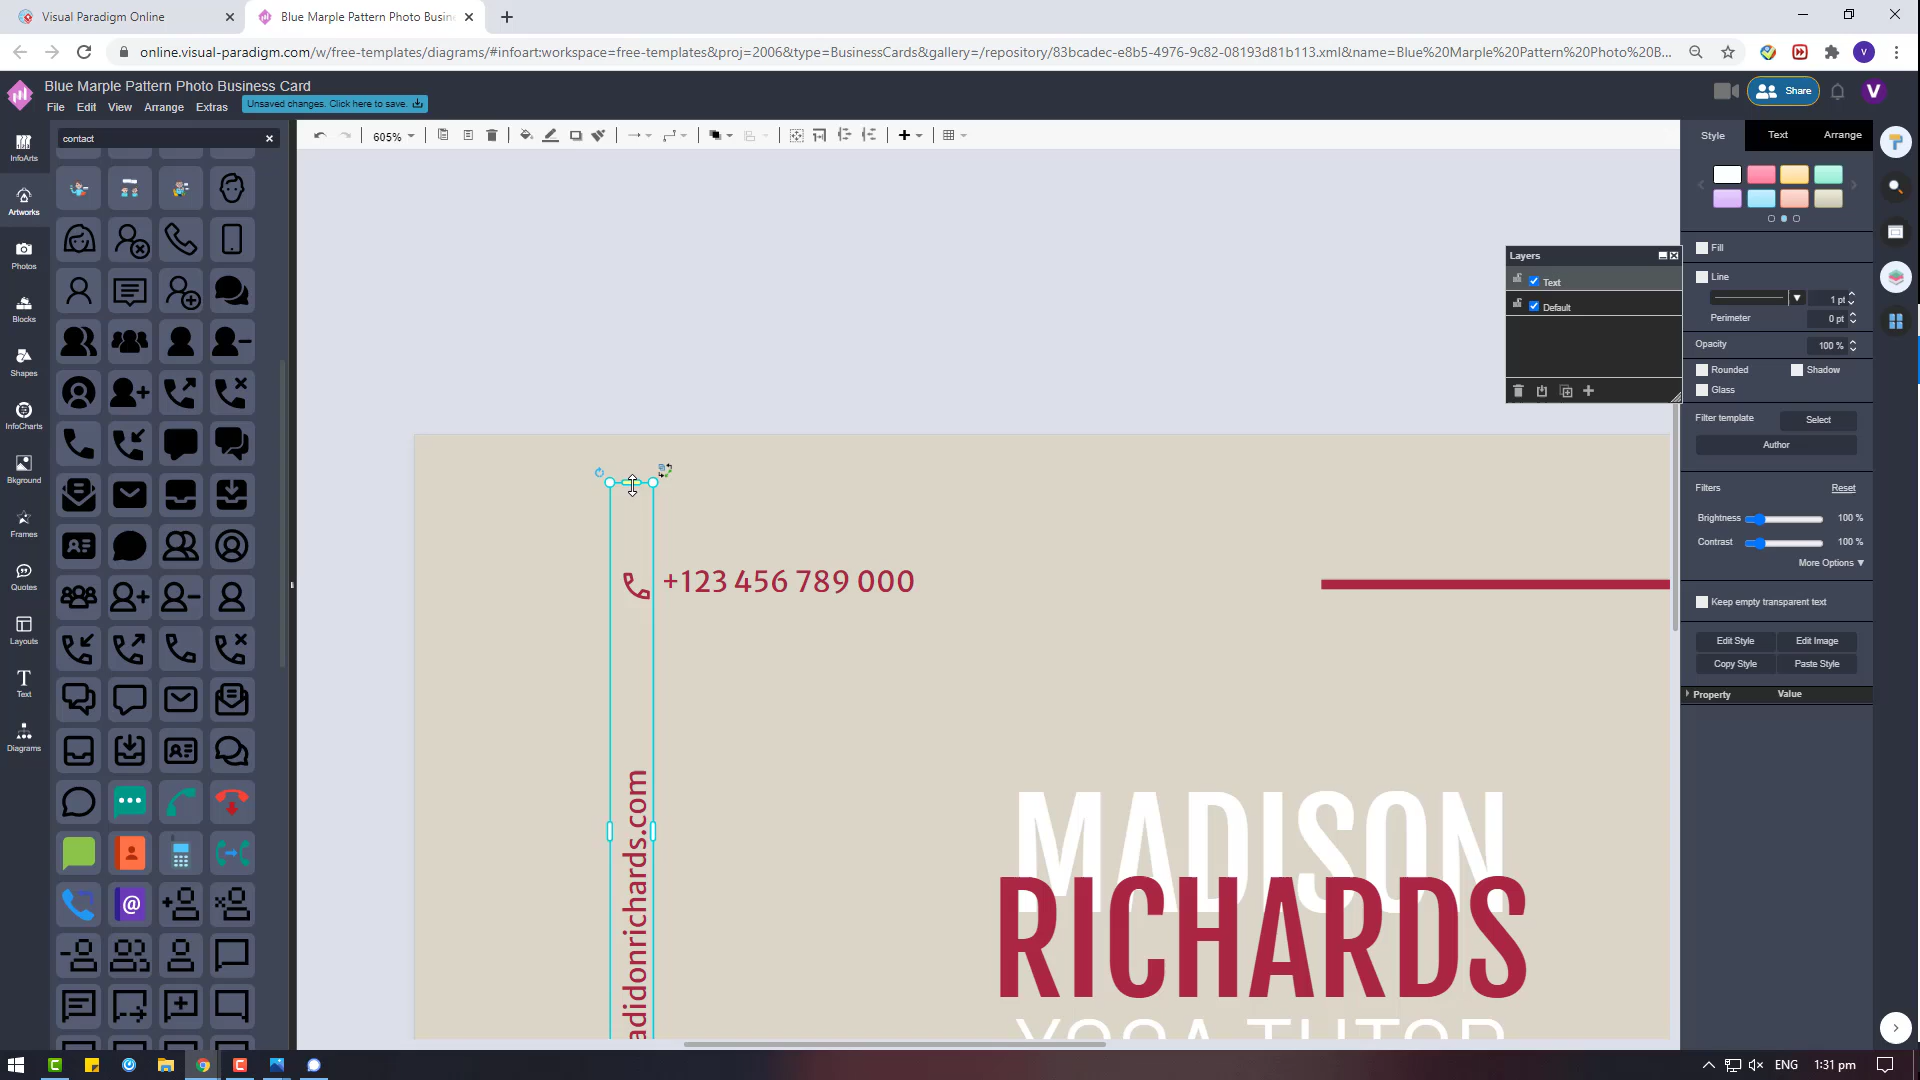 Visual Paradigm Online
Blue Marple Pattern Photo Busin
online.visual-paradigm.com/w/free-templates/diagrams/#infoart:workspace=free-templates&proj=2006&type=BusinessCards&gallery=/repository/83bcadec-e8b5-4976-9c82-08193d81b113.xml&name=Blue%20Marple%20Pattern%20Photo%20B...
V
Blue Marple Pattern Photo Business Card
File
Edit
View
Arrange
Extras
Unsaved changes. Click here to save.
Share
V
contact
605%
Style
Text
Arrange
InfoArts
Artworks
Photos
Blocks
Shapes
InfoCharts
Bkground
Frames
Quotes
Layouts
Text
Diagrams
Layers
Text
Default
Fill
Line
1 pt
Perimeter
0 pt
Opacity
100 %
Rounded
Shadow
Glass
Filter template
Select
Author
Filters
Reset
Brightness
100 %
Contrast
100 %
More Options ▼
Keep empty transparent text
Edit Style
Edit Image
Copy Style
Paste Style
Property
Value
+123 456 789 000
adidonrichards.com
MADISON
RICHARDS
YOGA TUTOR
ENG
1:31 pm